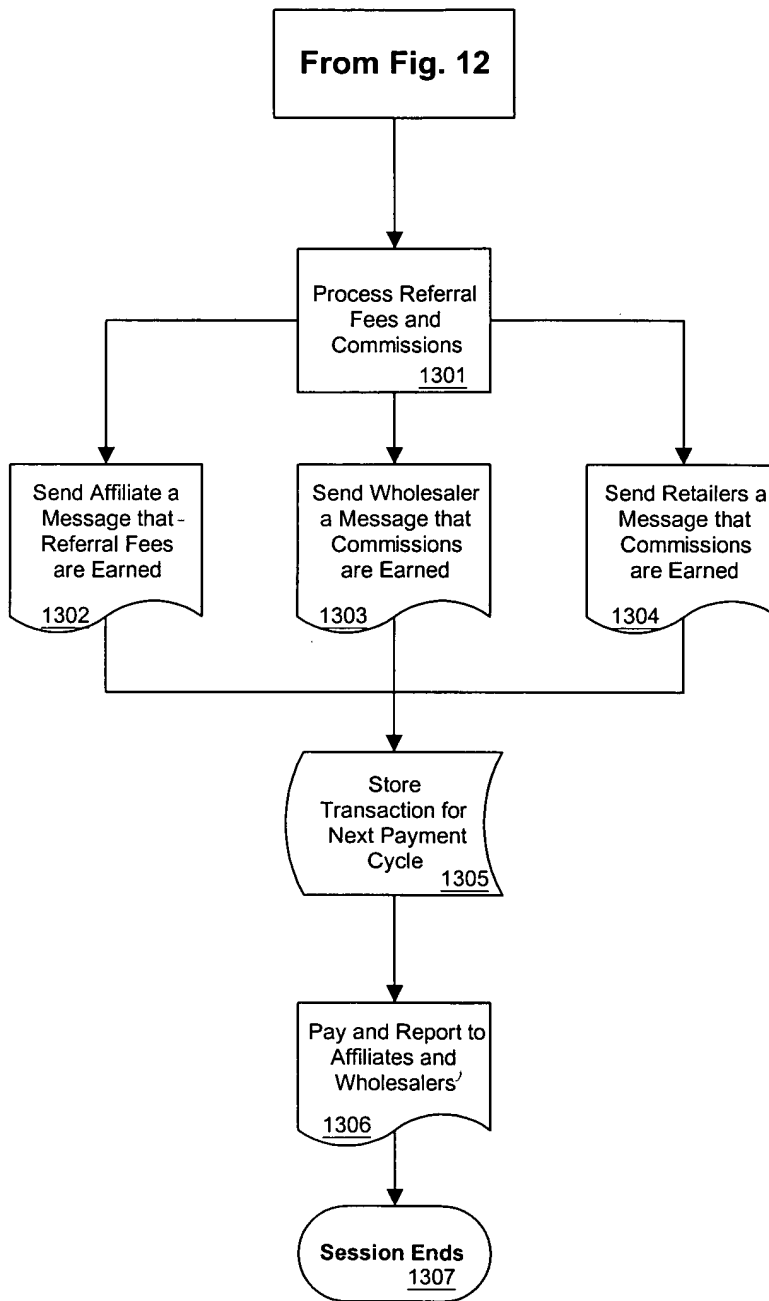 From Fig. 12
Process Referral
Fees and
Commissions
1301
Send Affiliate a
Message that
Referral Fees
are Earned
1302
Send Wholesaler
a Message that
Commissions
are Earned
1303
Send Retailers a
Message that
Commissions
are Earned
1304
Store
Transaction for
Next Payment
Cycle
1305
Pay and Report to
Affiliates and
Wholesalers
1306
Session Ends
1307